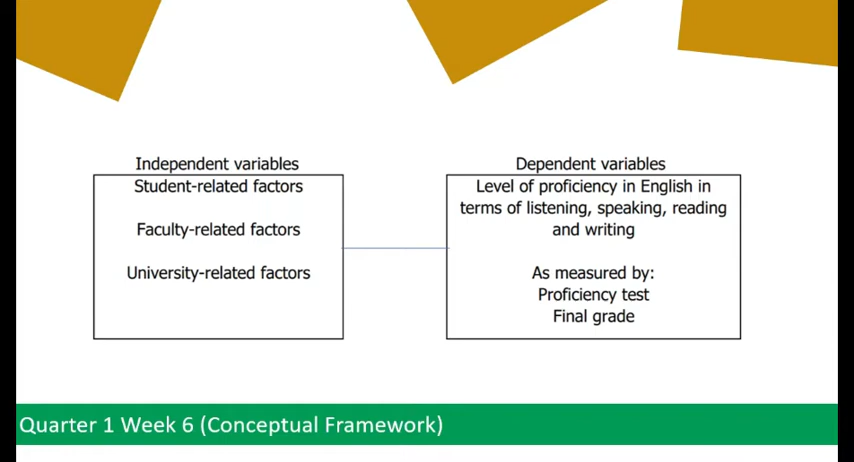 Independent variables
Student-related factors
Faculty-related factors
University-related factors
Dependent variables
Level of proficiency in English in
terms of listening, speaking, reading
and writing
As measured by:
Proficiency test
Final grade
Quarter 1 Week 6 (Conceptual Framework)